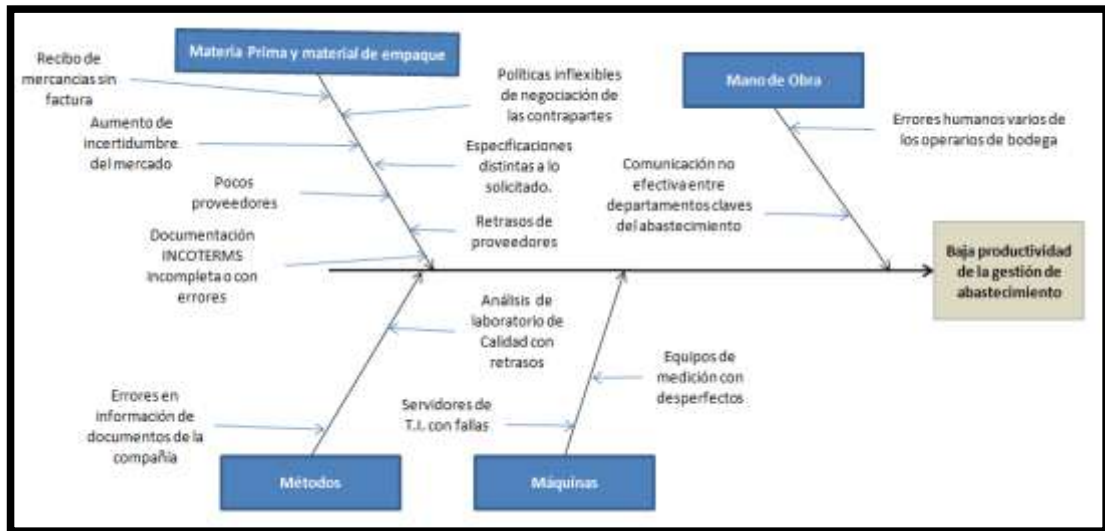 Materia Prima y material de empaque
Recibo de
mercancias sin
factura
Aumento de
incertidumbre
del mercado
Pocos
proveedores
Documentación
INCOTERMS
incompleta o con
errores
Políticas inflexibles
de negociación de
las contrapartes
Especificaciones
distintas a lo
solicitado.
Retrasos de
proveedores
Mano de Obra
Errores humanos varios de
los operarios de bodega
Comunicación no
efectiva entre
departamentos claves
del abastecimiento
Baja productividad
de la gestión de
abastecimiento
Análisis de
laboratorio de
Calidad con
retrasos
Errores en
información de
documentos de la
compañía
Métodos
Equipos de
medición con
desperfectos
Servidores de
T.I. con fallas
Máquinas